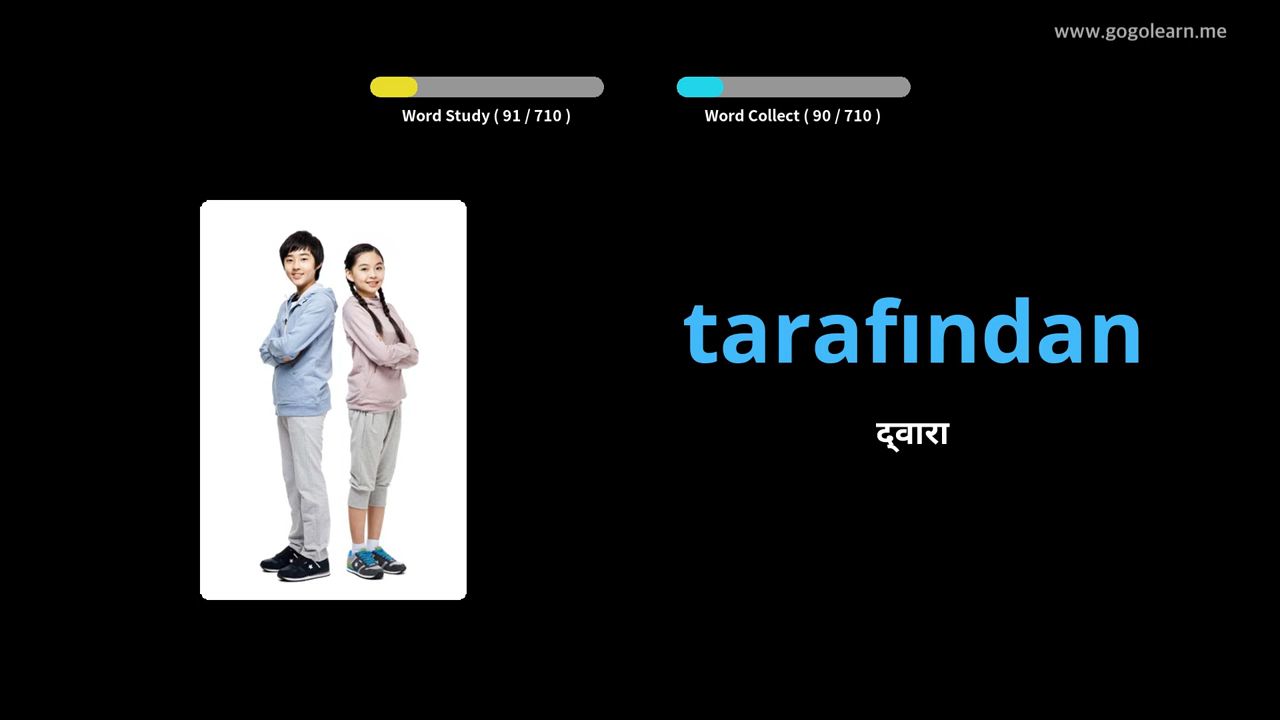 www.gogolearn.me
Word Study ( 91 / 710 )
Word Collect ( 90 / 710 )
tarafından
द्वारा